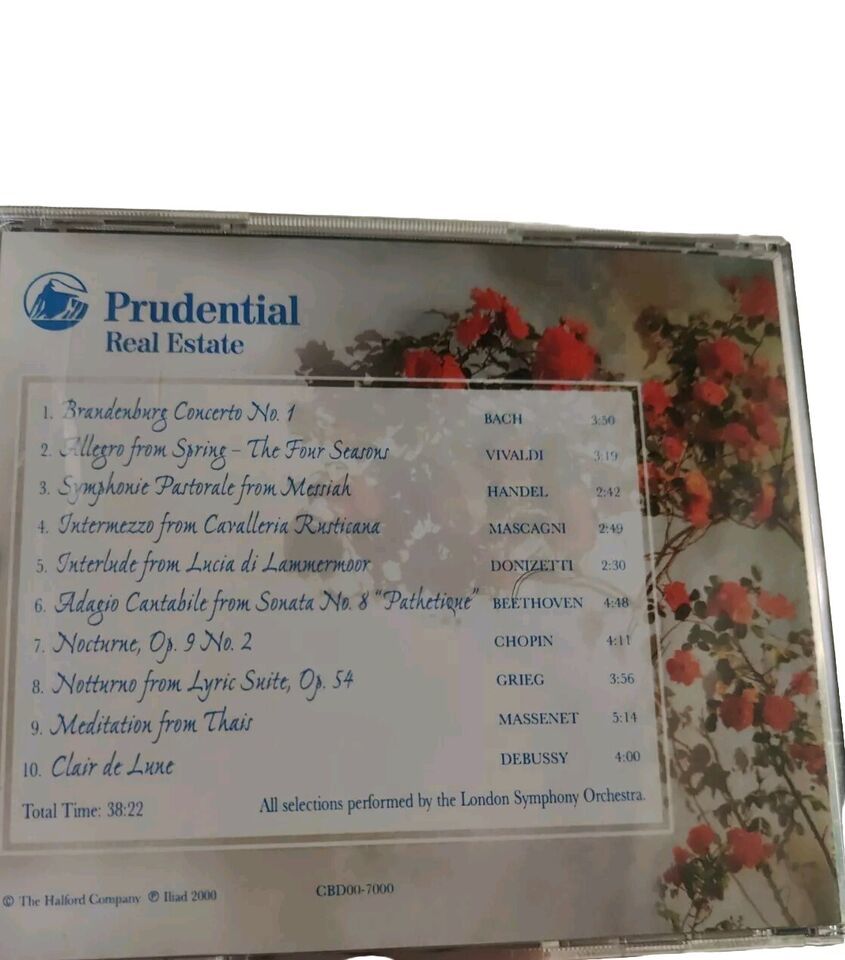 Prudential
Real Estate
1. Brandenburg Concerto No. 1 BACH 3:50
2. Allegro from Spring – The Four Seasons VIVALDI 3:19
3. Symphonie Pastorale from Messiah HANDEL 2:42
4. Intermezzo from Cavalleria Rusticana MASCAGNI 2:49
5. Interlude from Lucia di Lammermoor DONIZETTI 2:30
6. Adagio Cantabile from Sonata No. 8 "Pathetique" BEETHOVEN 4:48
7. Nocturne, Op. 9 No. 2 CHOPIN 4:11
8. Notturno from Lyric Suite, Op. 54 GRIEG 3:56
9. Meditation from Thais MASSENET 5:14
10. Clair de Lune DEBUSSY 4:00
Total Time: 38:22 All selections performed by the London Symphony Orchestra.
© The Halford Company ℗ Iliad 2000 CBD00-7000